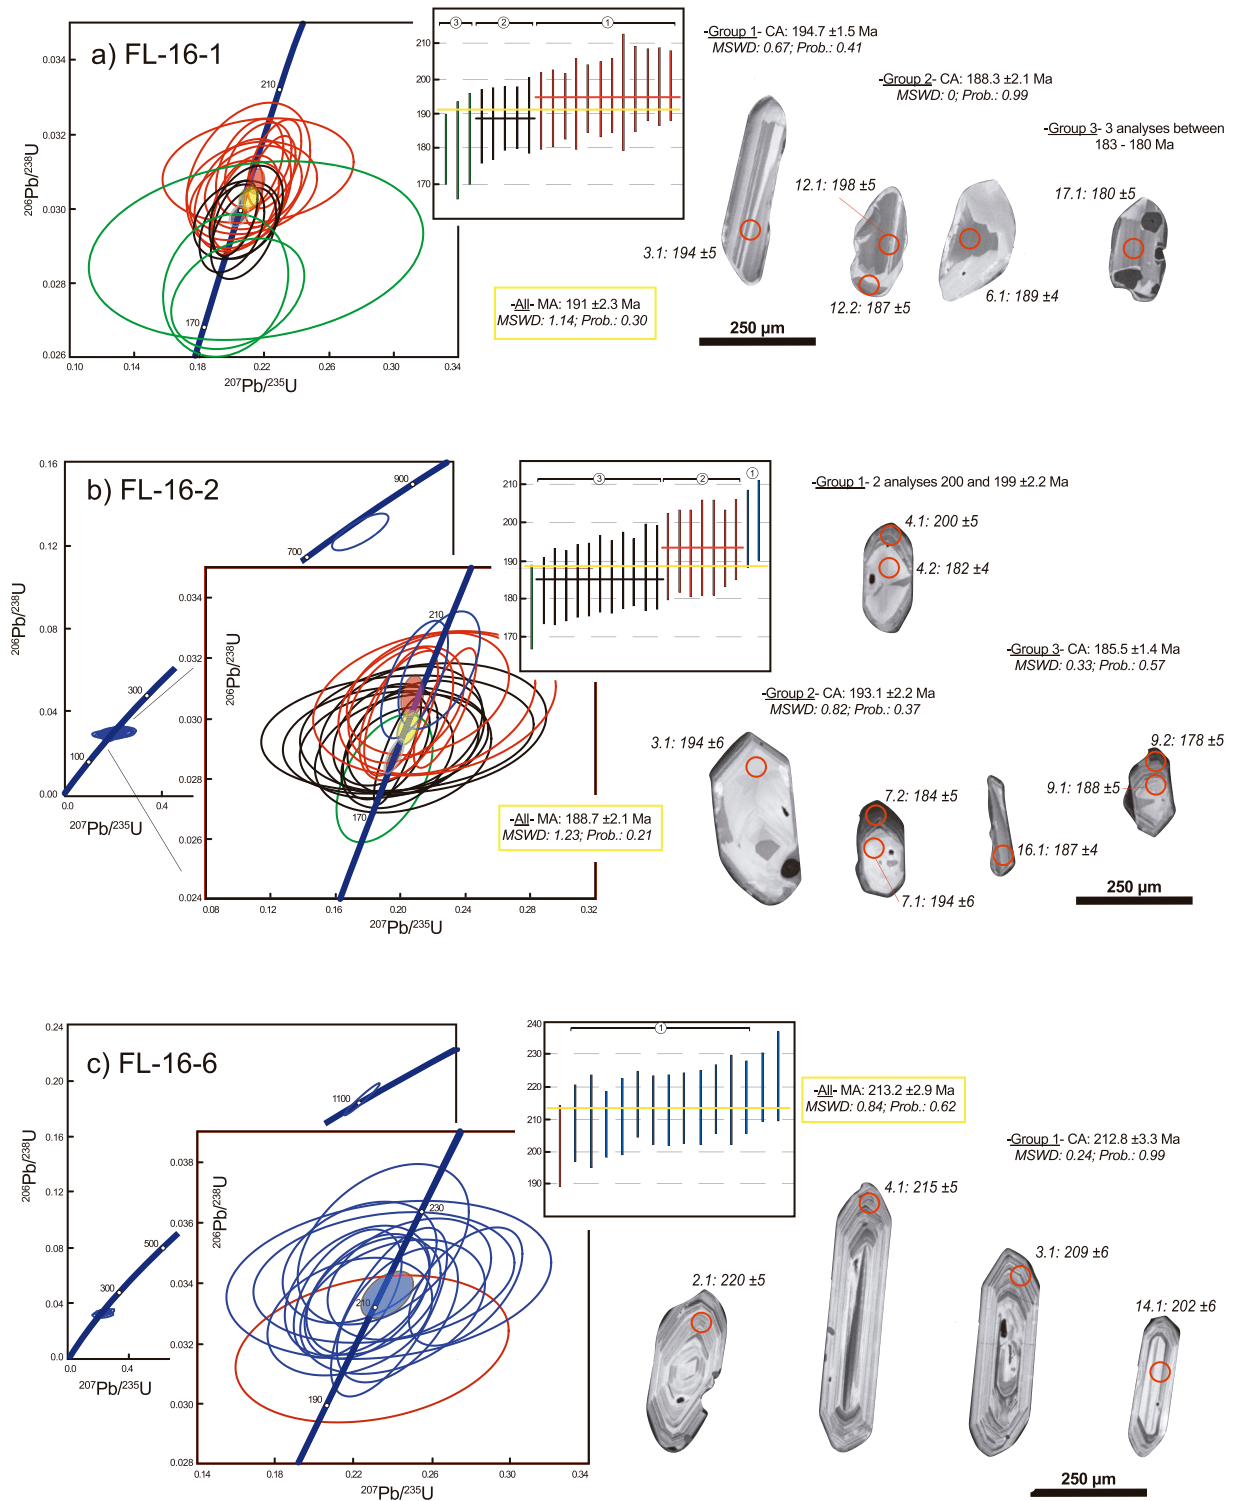 a) FL-16-1
0.034
0.032
0.030
0.028
0.026
206Pb/238U
210
170
0.10
0.14
0.18
0.22
0.26
0.30
0.34
207Pb/235U
3
2
1
210
200
190
180
170
-All- MA: 191 ±2.3 Ma
MSWD: 1.14; Prob.: 0.30
-Group 1- CA: 194.7 ±1.5 Ma
MSWD: 0.67; Prob.: 0.41
-Group 2- CA: 188.3 ±2.1 Ma
MSWD: 0; Prob.: 0.99
-Group 3- 3 analyses between
183 - 180 Ma
3.1: 194 ±5
12.1: 198 ±5
12.2: 187 ±5
6.1: 189 ±4
17.1: 180 ±5
250 µm
b) FL-16-2
0.16
0.12
0.08
0.04
0.00
206Pb/238U
900
700
300
100
0.0
0.4
207Pb/235U
0.034
0.032
0.030
0.028
0.026
0.024
206Pb/238U
210
170
0.08
0.12
0.16
0.20
0.24
0.28
0.32
207Pb/235U
3
2
1
210
200
190
180
170
-All- MA: 188.7 ±2.1 Ma
MSWD: 1.23; Prob.: 0.21
-Group 1- 2 analyses 200 and 199 ±2.2 Ma
4.1: 200 ±5
4.2: 182 ±4
-Group 3- CA: 185.5 ±1.4 Ma
MSWD: 0.33; Prob.: 0.57
-Group 2- CA: 193.1 ±2.2 Ma
MSWD: 0.82; Prob.: 0.37
3.1: 194 ±6
7.2: 184 ±5
7.1: 194 ±6
16.1: 187 ±4
9.2: 178 ±5
9.1: 188 ±5
250 µm
c) FL-16-6
0.24
0.20
0.16
0.12
0.08
0.04
0.0
206Pb/238U
1100
500
300
0.0
0.4
207Pb/235U
0.038
0.036
0.034
0.032
0.030
0.028
206Pb/238U
230
210
190
0.14
0.18
0.22
0.26
0.30
0.34
207Pb/235U
1
240
230
220
210
200
190
-All- MA: 213.2 ±2.9 Ma
MSWD: 0.84; Prob.: 0.62
-Group 1- CA: 212.8 ±3.3 Ma
MSWD: 0.24; Prob.: 0.99
2.1: 220 ±5
4.1: 215 ±5
3.1: 209 ±6
14.1: 202 ±6
250 µm